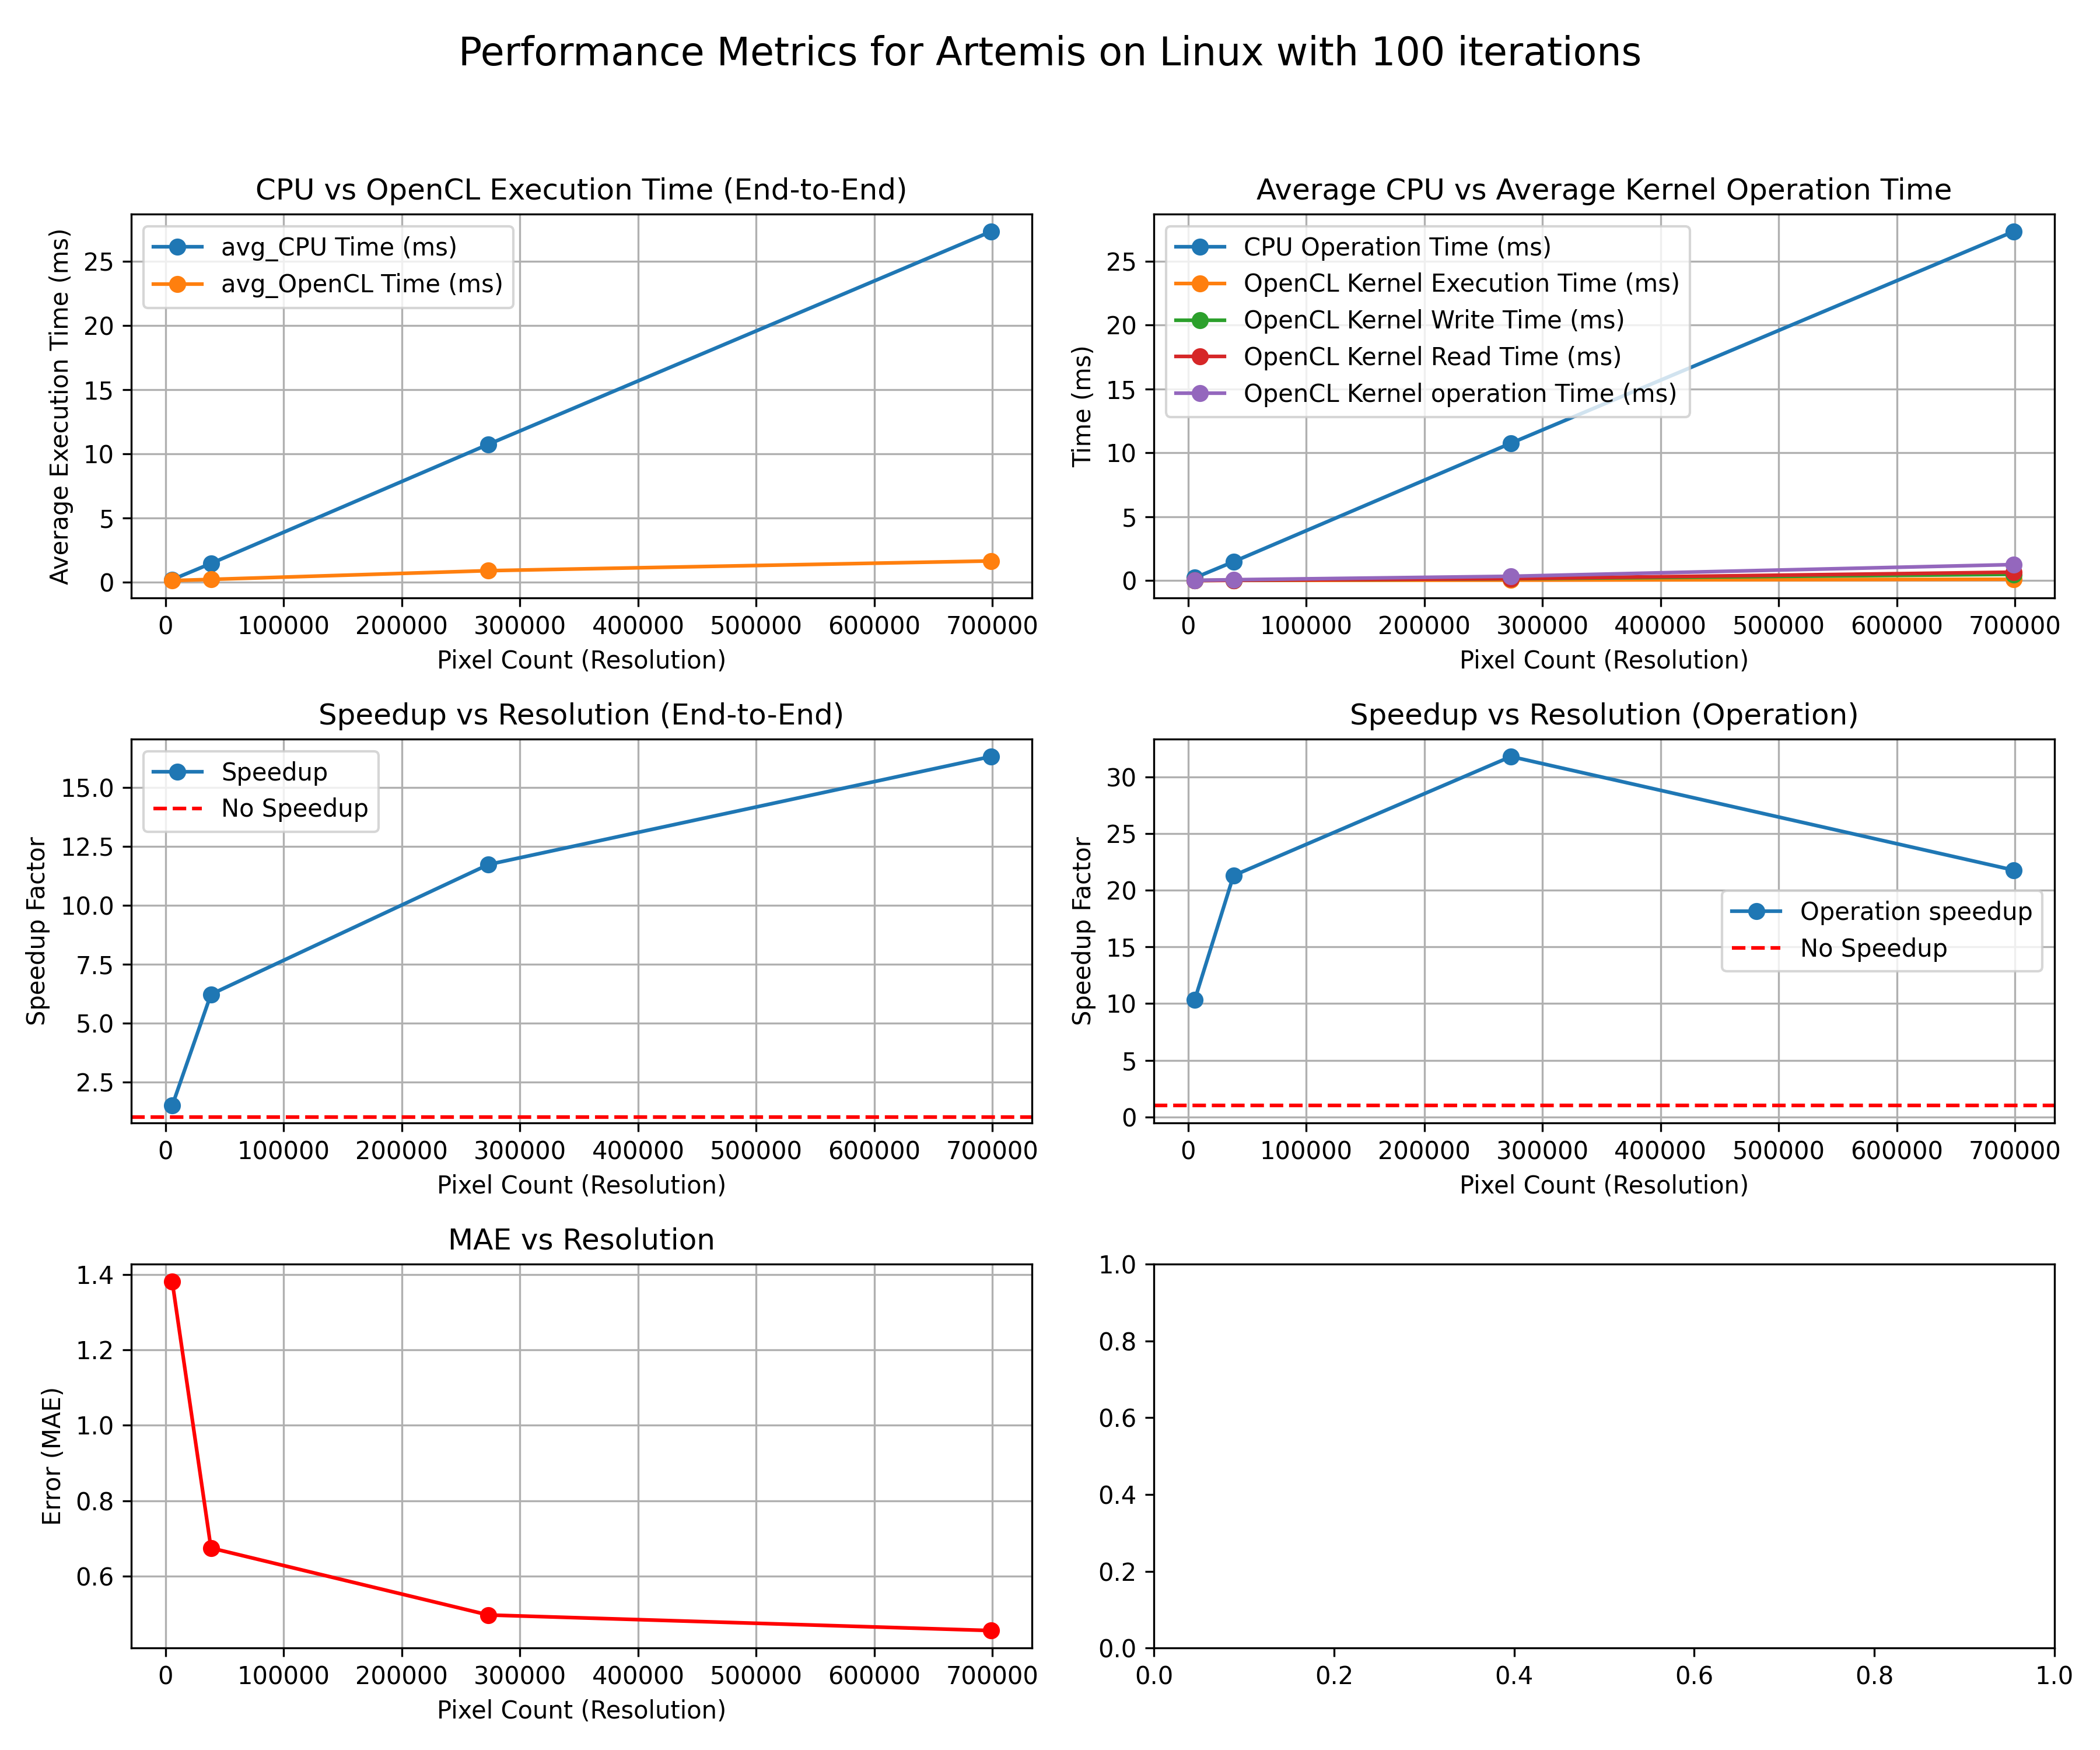 Performance Metrics for Artemis on Linux with 100 iterations
CPU vs OpenCL Execution Time (End-to-End)
Average Execution Time (ms)
25
20
15
10
5
0
avg_CPU Time (ms)
avg_OpenCL Time (ms)
0 100000 200000 300000 400000 500000 600000 700000
Pixel Count (Resolution)
Average CPU vs Average Kernel Operation Time
Time (ms)
25
20
15
10
5
0
CPU Operation Time (ms)
OpenCL Kernel Execution Time (ms)
OpenCL Kernel Write Time (ms)
OpenCL Kernel Read Time (ms)
OpenCL Kernel operation Time (ms)
0 100000 200000 300000 400000 500000 600000 700000
Pixel Count (Resolution)
Speedup vs Resolution (End-to-End)
Speedup Factor
15.0
12.5
10.0
7.5
5.0
2.5
Speedup
No Speedup
0 100000 200000 300000 400000 500000 600000 700000
Pixel Count (Resolution)
Speedup vs Resolution (Operation)
Speedup Factor
30
25
20
15
10
5
0
Operation speedup
No Speedup
0 100000 200000 300000 400000 500000 600000 700000
Pixel Count (Resolution)
MAE vs Resolution
Error (MAE)
1.4
1.2
1.0
0.8
0.6
0 100000 200000 300000 400000 500000 600000 700000
Pixel Count (Resolution)
1.0
0.8
0.6
0.4
0.2
0.0
0.0 0.2 0.4 0.6 0.8 1.0